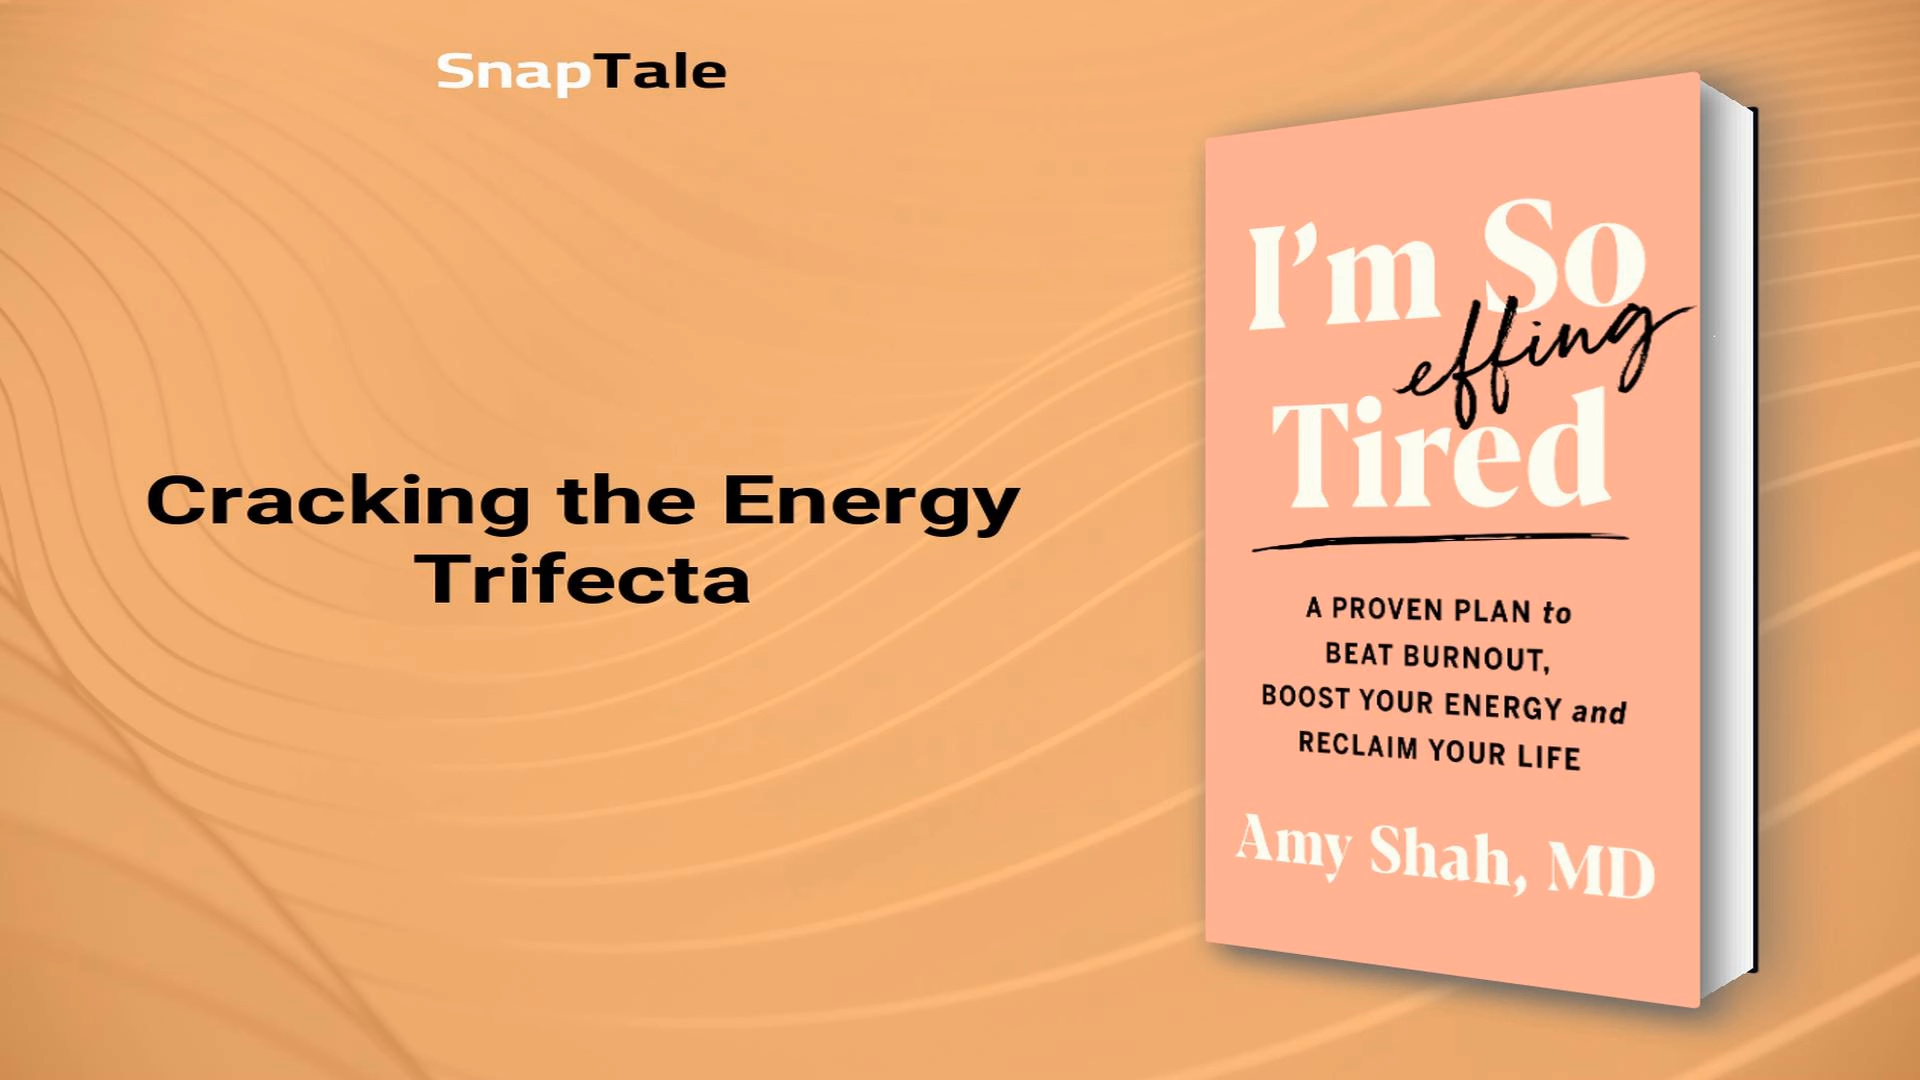 SnapTale
Cracking the Energy
Trifecta
I'm So
effing
Tired
A PROVEN PLAN to
BEAT BURNOUT,
BOOST YOUR ENERGY and
RECLAIM YOUR LIFE
Amy Shah, MD